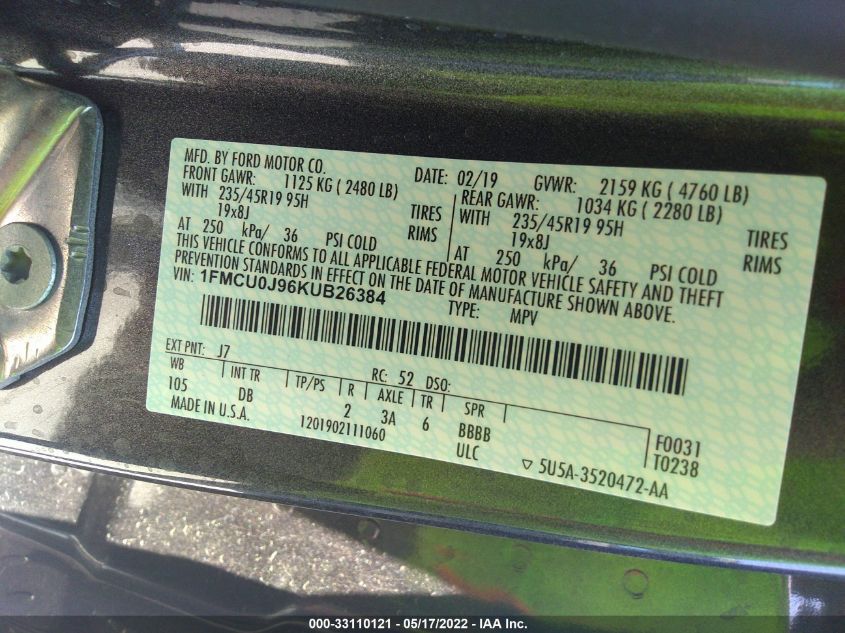 MFD. BY FORD MOTOR CO.
DATE: 02/19 GVWR: 2159 KG ( 4760 LB)
FRONT GAWR: 1125 KG ( 2480 LB) REAR GAWR: 1034 KG ( 2280 LB)
WITH 235/45R19 95H TIRES WITH 235/45R19 95H TIRES
19x8J RIMS 19x8J RIMS
AT 250 kPa/ 36 PSI COLD AT 250 kPa/ 36 PSI COLD
THIS VEHICLE CONFORMS TO ALL APPLICABLE FEDERAL MOTOR VEHICLE SAFETY AND THEFT
PREVENTION STANDARDS IN EFFECT ON THE DATE OF MANUFACTURE SHOWN ABOVE.
VIN: 1FMCU0J96KUB26384 TYPE: MPV
EXT PNT: J7 RC: 52 DSO:
WB INT TR TP/PS R AXLE TR SPR
105 DB 2 3A 6 BBBB F0031
MADE IN U.S.A. 1201902111060 ULC T0238
▽ 5U5A-3520472-AA
000-33110121 - 05/17/2022 - IAA Inc.